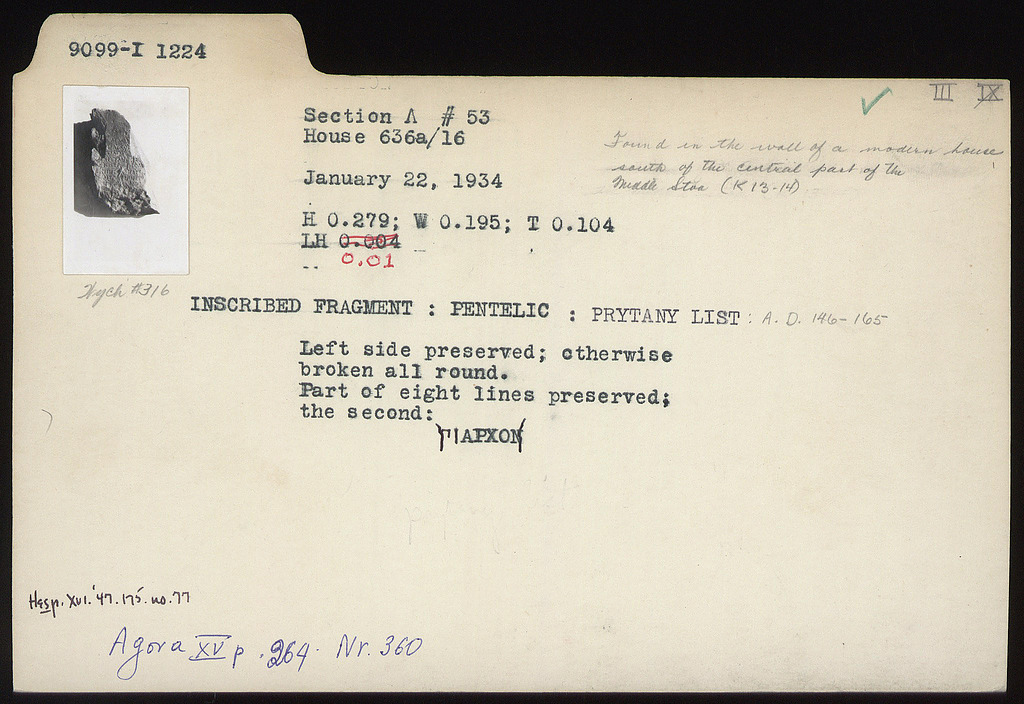 9099-I 1224
III IX
Section Λ # 53
House 636a/16
Found in the wall of a modern house
south of the central part of the
Middle Stoa (K 13-14)
January 22, 1934
H 0.279; W 0.195; T 0.104
LH 0.004
0.01
#316
INSCRIBED FRAGMENT : PENTELIC : PRYTANY LIST : A. D. 146-165
Left side preserved; otherwise
broken all round.
Part of eight lines preserved;
the second:
ΑΡΧΟΝ
Hesp. XVI. '47. 175. no. 77
Agora XV p. 264. Nr. 360